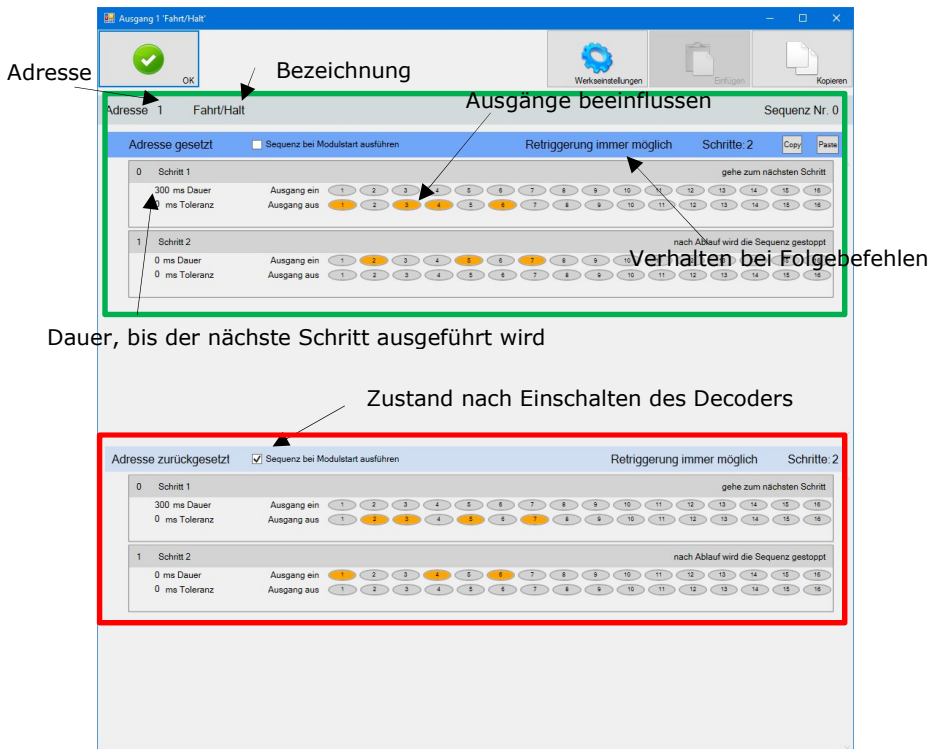 Ausgang 1 'Fahrt/Halt'
OK
Werkseinstellungen
Einfügen
Kopieren
Adresse
Bezeichnung
Ausgänge beeinflussen
Adresse 1 Fahrt/Halt Sequenz Nr. 0
Adresse gesetzt Sequenz bei Modulstart ausführen Retriggerung immer möglich Schritte: 2 Copy Paste
0 Schritt 1 gehe zum nächsten Schritt
300 ms Dauer Ausgang ein 1 2 3 4 5 6 7 8 9 10 11 12 13 14 15 16
0 ms Toleranz Ausgang aus 1 2 3 4 5 6 7 8 9 10 11 12 13 14 15 16
1 Schritt 2 nach Ablauf wird die Sequenz gestoppt
Verhalten bei Folgebefehlen
0 ms Dauer Ausgang ein 1 2 3 4 5 6 7 8 9 10 11 12 13 14 15 16
0 ms Toleranz Ausgang aus 1 2 3 4 5 6 7 8 9 10 11 12 13 14 15 16
Dauer, bis der nächste Schritt ausgeführt wird
Zustand nach Einschalten des Decoders
Adresse zurückgesetzt Sequenz bei Modulstart ausführen Retriggerung immer möglich Schritte: 2
0 Schritt 1 gehe zum nächsten Schritt
300 ms Dauer Ausgang ein 1 2 3 4 5 6 7 8 9 10 11 12 13 14 15 16
0 ms Toleranz Ausgang aus 1 2 3 4 5 6 7 8 9 10 11 12 13 14 15 16
1 Schritt 2 nach Ablauf wird die Sequenz gestoppt
0 ms Dauer Ausgang ein 1 2 3 4 5 6 7 8 9 10 11 12 13 14 15 16
0 ms Toleranz Ausgang aus 1 2 3 4 5 6 7 8 9 10 11 12 13 14 15 16